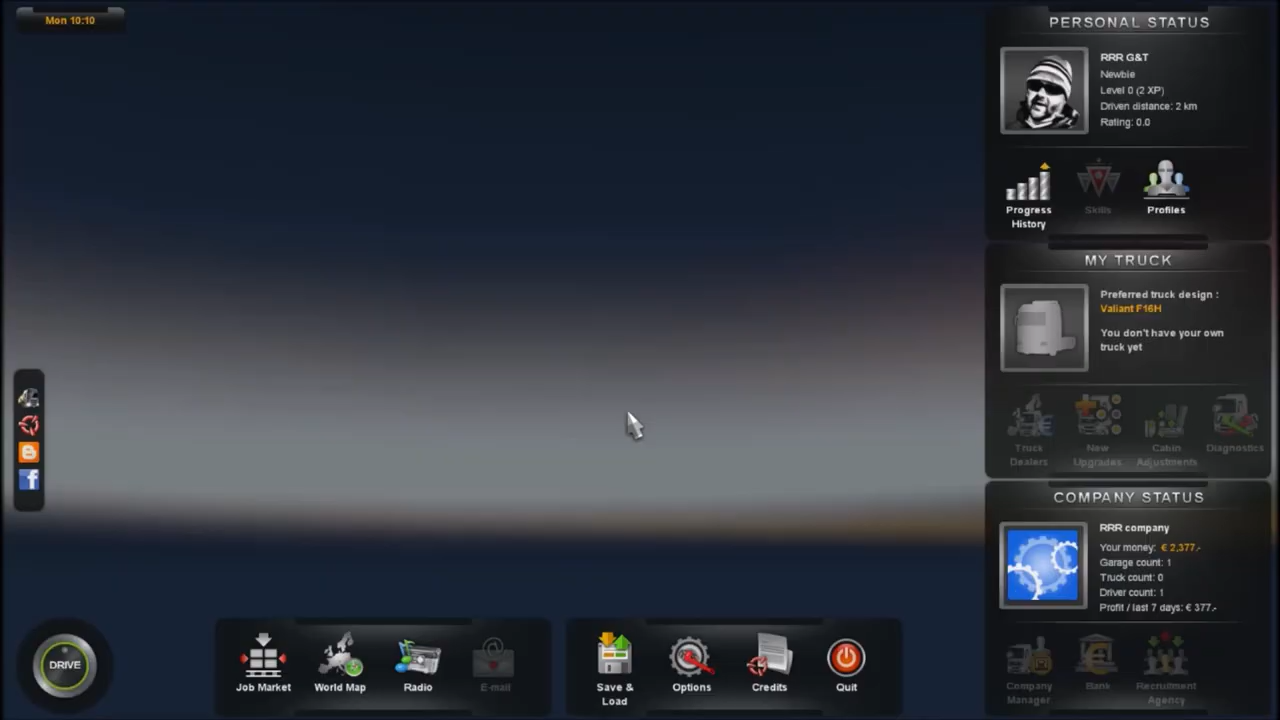 Mon 10:10
PERSONAL STATUS
RRR G&T
Newbie
Level 0 (2 XP)
Driven distance: 2 km
Rating: 0.0
Progress
History
Skills
Profiles
MY TRUCK
Preferred truck design :
Valiant F16H
You don't have your own
truck yet
Truck
Dealers
New
Upgrades
Cabin
Adjustments
Diagnostics
COMPANY STATUS
RRR company
Your money: € 2,377.-
Garage count: 1
Truck count: 0
Driver count: 1
Profit / last 7 days: € 377.-
Company
Manager
Bank
Recruitment
Agency
DRIVE
Job Market
World Map
Radio
E-mail
Save &
Load
Options
Credits
Quit